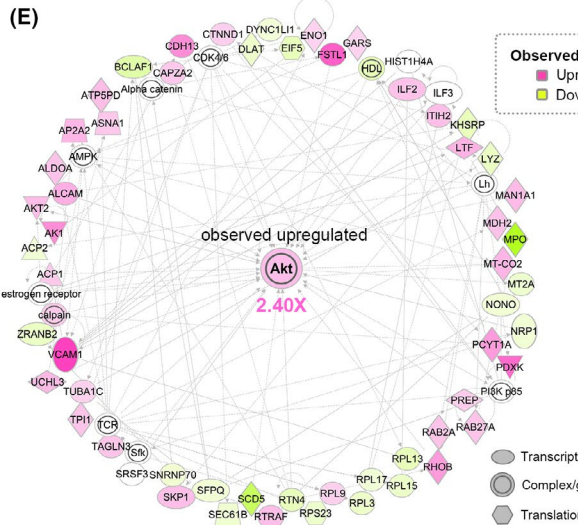 (E)
DYNC1LI1
CTNND1
ENO1
GARS
CDH13
CDK4/6
DLAT
EIF5
FSTL1
HDL
HIST1H4A
BCLAF1
CAPZA2
Alpha catenin
ILF2
ILF3
ATP5PD
ITIH2
AP2A2
ASNA1
KHSRP
LTF
AMPK
LYZ
ALDOA
Lh
ALCAM
MAN1A1
AKT2
AK1
MDH2
MPO
ACP2
observed upregulated
ACP1
Akt
MT-CO2
MT2A
estrogen receptor
2.40X
NONO
calpain
ZRANB2
NRP1
VCAM1
PCYT1A
PDXK
UCHL3
TUBA1C
PI3K p85
PREP
TPI1
TCR
RAB2A
RAB27A
TAGLN3
Sfk
RPL13
RHOB
SRSF3
SNRNP70
RPL17
RPL15
SKP1
SFPQ
SCD5
RTN4
RPL9
RPL3
SEC61B
RTRAF
RPS23
Observed
Upr
Dov
Transcript
Complex/g
Translation